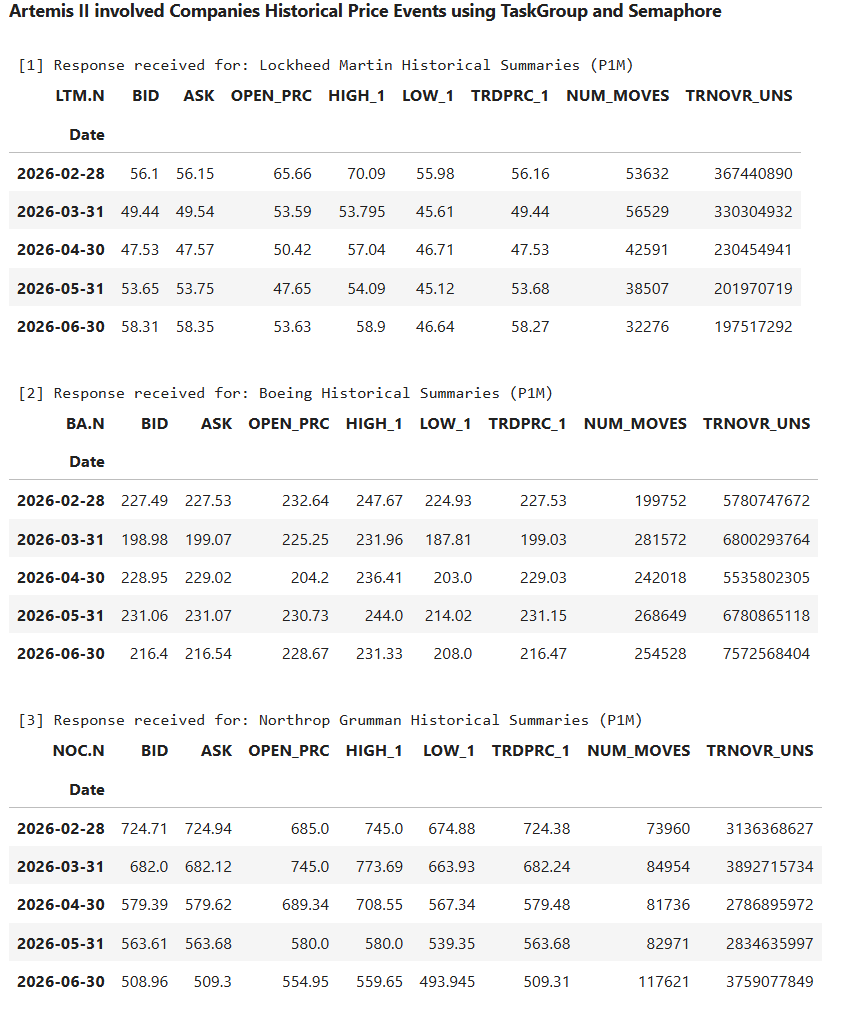 Artemis II involved Companies Historical Price Events using TaskGroup and Semaphore
[1] Response received for: Lockheed Martin Historical Summaries (P1M)
LTM.N BID ASK OPEN_PRC HIGH_1 LOW_1 TRDPRC_1 NUM_MOVES TRNOVR_UNS
Date
2026-02-28 56.1 56.15 65.66 70.09 55.98 56.16 53632 367440890
2026-03-31 49.44 49.54 53.59 53.795 45.61 49.44 56529 330304932
2026-04-30 47.53 47.57 50.42 57.04 46.71 47.53 42591 230454941
2026-05-31 53.65 53.75 47.65 54.09 45.12 53.68 38507 201970719
2026-06-30 58.31 58.35 53.63 58.9 46.64 58.27 32276 197517292
[2] Response received for: Boeing Historical Summaries (P1M)
BA.N BID ASK OPEN_PRC HIGH_1 LOW_1 TRDPRC_1 NUM_MOVES TRNOVR_UNS
Date
2026-02-28 227.49 227.53 232.64 247.67 224.93 227.53 199752 5780747672
2026-03-31 198.98 199.07 225.25 231.96 187.81 199.03 281572 6800293764
2026-04-30 228.95 229.02 204.2 236.41 203.0 229.03 242018 5535802305
2026-05-31 231.06 231.07 230.73 244.0 214.02 231.15 268649 6780865118
2026-06-30 216.4 216.54 228.67 231.33 208.0 216.47 254528 7572568404
[3] Response received for: Northrop Grumman Historical Summaries (P1M)
NOC.N BID ASK OPEN_PRC HIGH_1 LOW_1 TRDPRC_1 NUM_MOVES TRNOVR_UNS
Date
2026-02-28 724.71 724.94 685.0 745.0 674.88 724.38 73960 3136368627
2026-03-31 682.0 682.12 745.0 773.69 663.93 682.24 84954 3892715734
2026-04-30 579.39 579.62 689.34 708.55 567.34 579.48 81736 2786895972
2026-05-31 563.61 563.68 580.0 580.0 539.35 563.68 82971 2834635997
2026-06-30 508.96 509.3 554.95 559.65 493.945 509.31 117621 3759077849